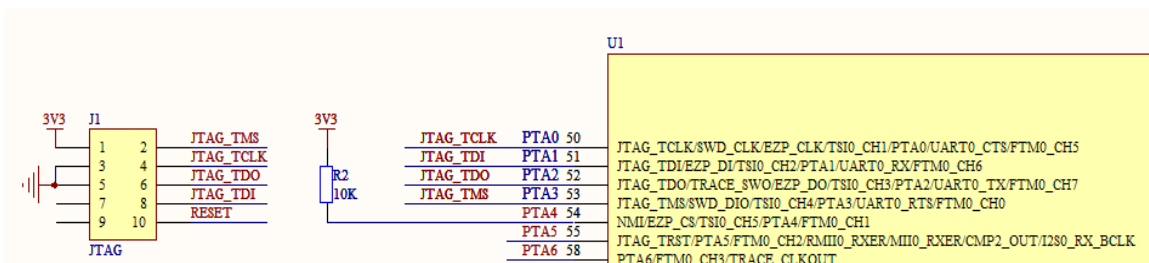 U1
3V3 J1 3V3
1 2 JTAG_TMS
3 4 JTAG_TCLK
5 6 JTAG_TDO
7 8 JTAG_TDI
9 10 RESET
JTAG
R2
10K
JTAG_TCLK PTA0 50 JTAG_TCLK/SWD_CLK/EZP_CLK/TSI0_CH1/PTA0/UART0_CTS/FTM0_CH5
JTAG_TDI PTA1 51 JTAG_TDI/EZP_DI/TSI0_CH2/PTA1/UART0_RX/FTM0_CH6
JTAG_TDO PTA2 52 JTAG_TDO/TRACE_SWO/EZP_DO/TSI0_CH3/PTA2/UART0_TX/FTM0_CH7
JTAG_TMS PTA3 53 JTAG_TMS/SWD_DIO/TSI0_CH4/PTA3/UART0_RTS/FTM0_CH0
PTA4 54 NMI/EZP_CS/TSI0_CH5/PTA4/FTM0_CH1
PTA5 55 JTAG_TRST/PTA5/FTM0_CH2/RMII0_RXER/MII0_RXER/CMP2_OUT/I2S0_RX_BCLK
PTA6 58 PTA6/FTM0_CH3/TRACE_CLKOUT